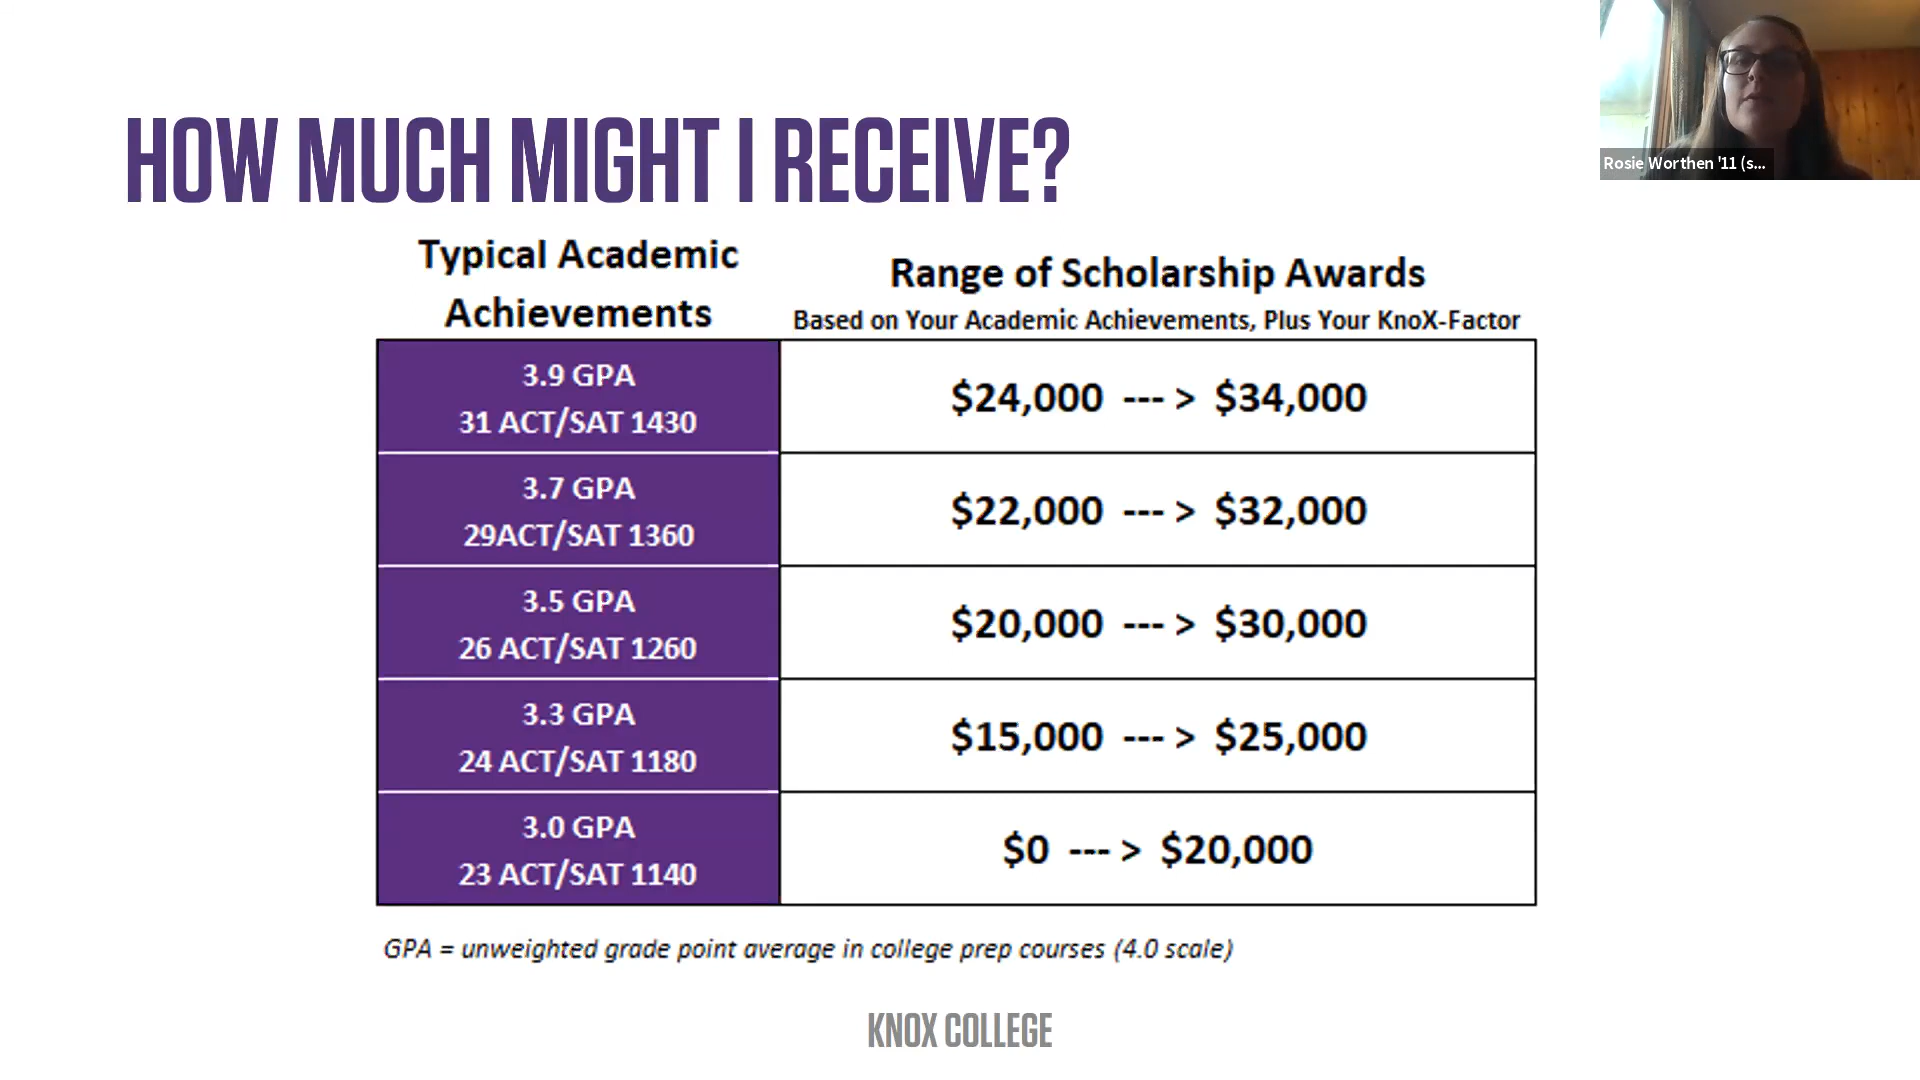 HOW MUCH MIGHT I RECEIVE?
Rosie Worthen '11 (s...
Typical Academic
Achievements
Range of Scholarship Awards
Based on Your Academic Achievements, Plus Your KnoX-Factor
3.9 GPA
31 ACT/SAT 1430
$24,000 --- > $34,000
3.7 GPA
29ACT/SAT 1360
$22,000 --- > $32,000
3.5 GPA
26 ACT/SAT 1260
$20,000 --- > $30,000
3.3 GPA
24 ACT/SAT 1180
$15,000 --- > $25,000
3.0 GPA
23 ACT/SAT 1140
$0 --- > $20,000
GPA = unweighted grade point average in college prep courses (4.0 scale)
KNOX COLLEGE